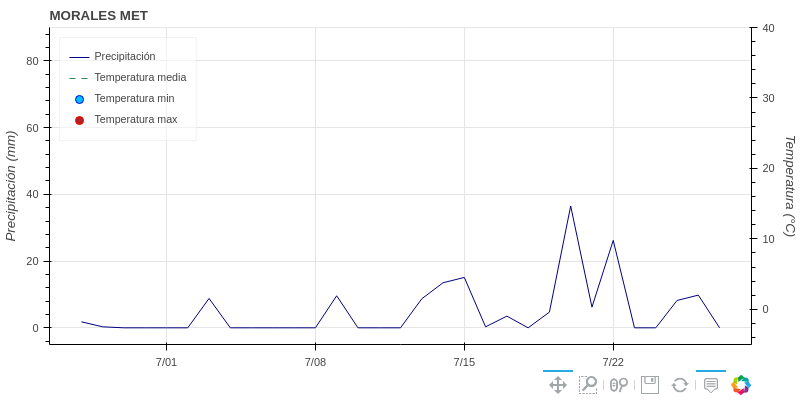 MORALES MET
Precipitación
Temperatura media
Temperatura min
Temperatura max
Precipitación (mm)
80
60
40
20
0
Temperatura (°C)
40
30
20
10
0
7/01
7/08
7/15
7/22